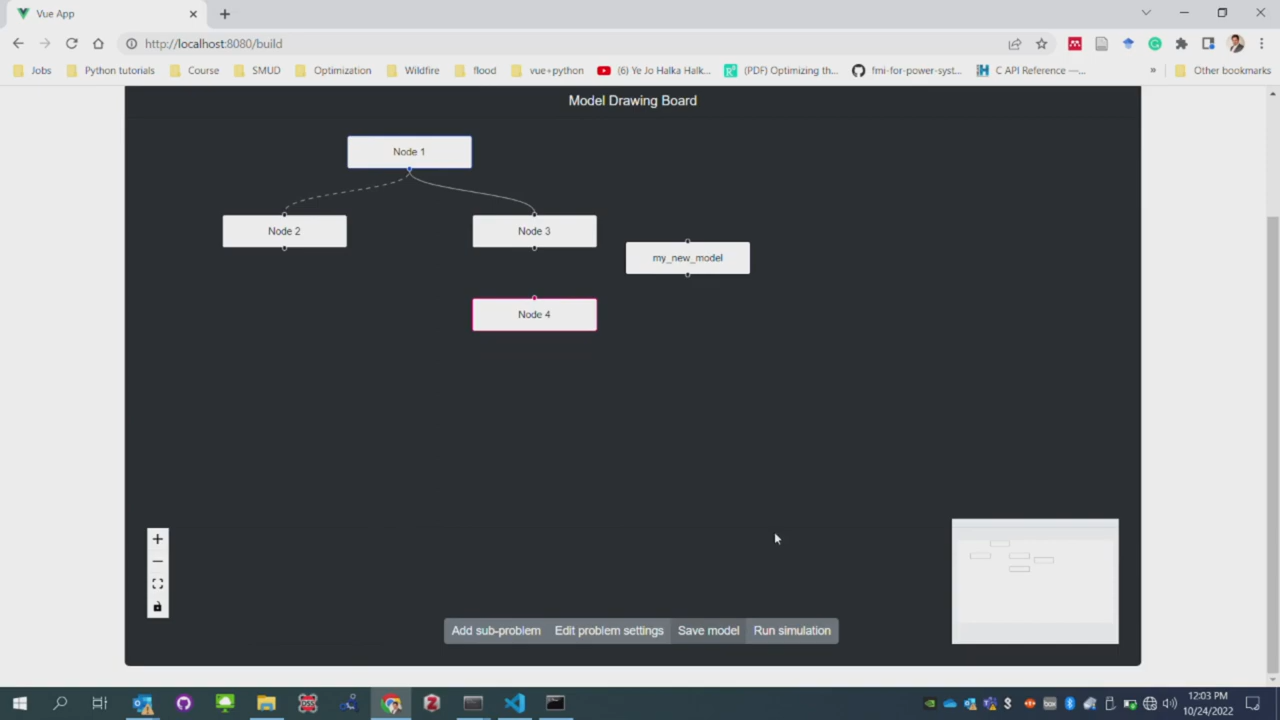 Vue App
http://localhost:8080/build
Jobs
Python tutorials
Course
SMUD
Optimization
Wildfire
flood
vue+python
(6) Ye Jo Halka Halk...
(PDF) Optimizing th...
fmi-for-power-syst...
C API Reference —...
»
Other bookmarks
Model Drawing Board
Node 1
Node 2
Node 3
my_new_model
Node 4
Add sub-problem
Edit problem settings
Save model
Run simulation
12:03 PM
10/24/2022